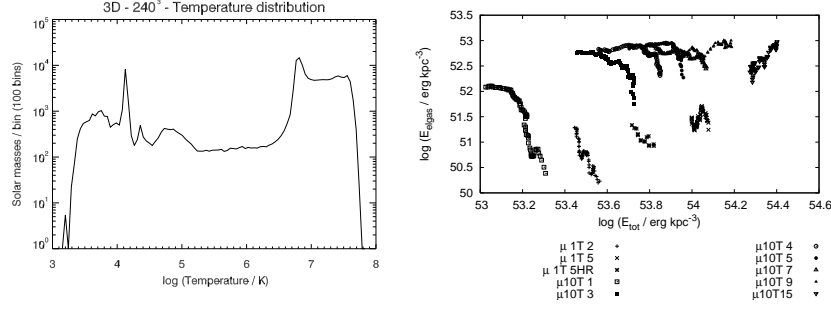 3D - 240³ - Temperature distribution
Solar masses / bin (100 bins)
10⁵
10⁴
10³
10²
10¹
10⁰
3 4 5 6 7 8
log (Temperature / K)
log (E_elgas / erg kpc⁻³)
53.5
53
52.5
52
51.5
51
50.5
50
53 53.2 53.4 53.6 53.8 54 54.2 54.4 54.6
log (E_tot / erg kpc⁻³)
μ 1T 2
μ 1T 5
μ 1T 5HR
μ10T 1
μ10T 3
μ10T 4
μ10T 5
μ10T 7
μ10T 9
μ10T15